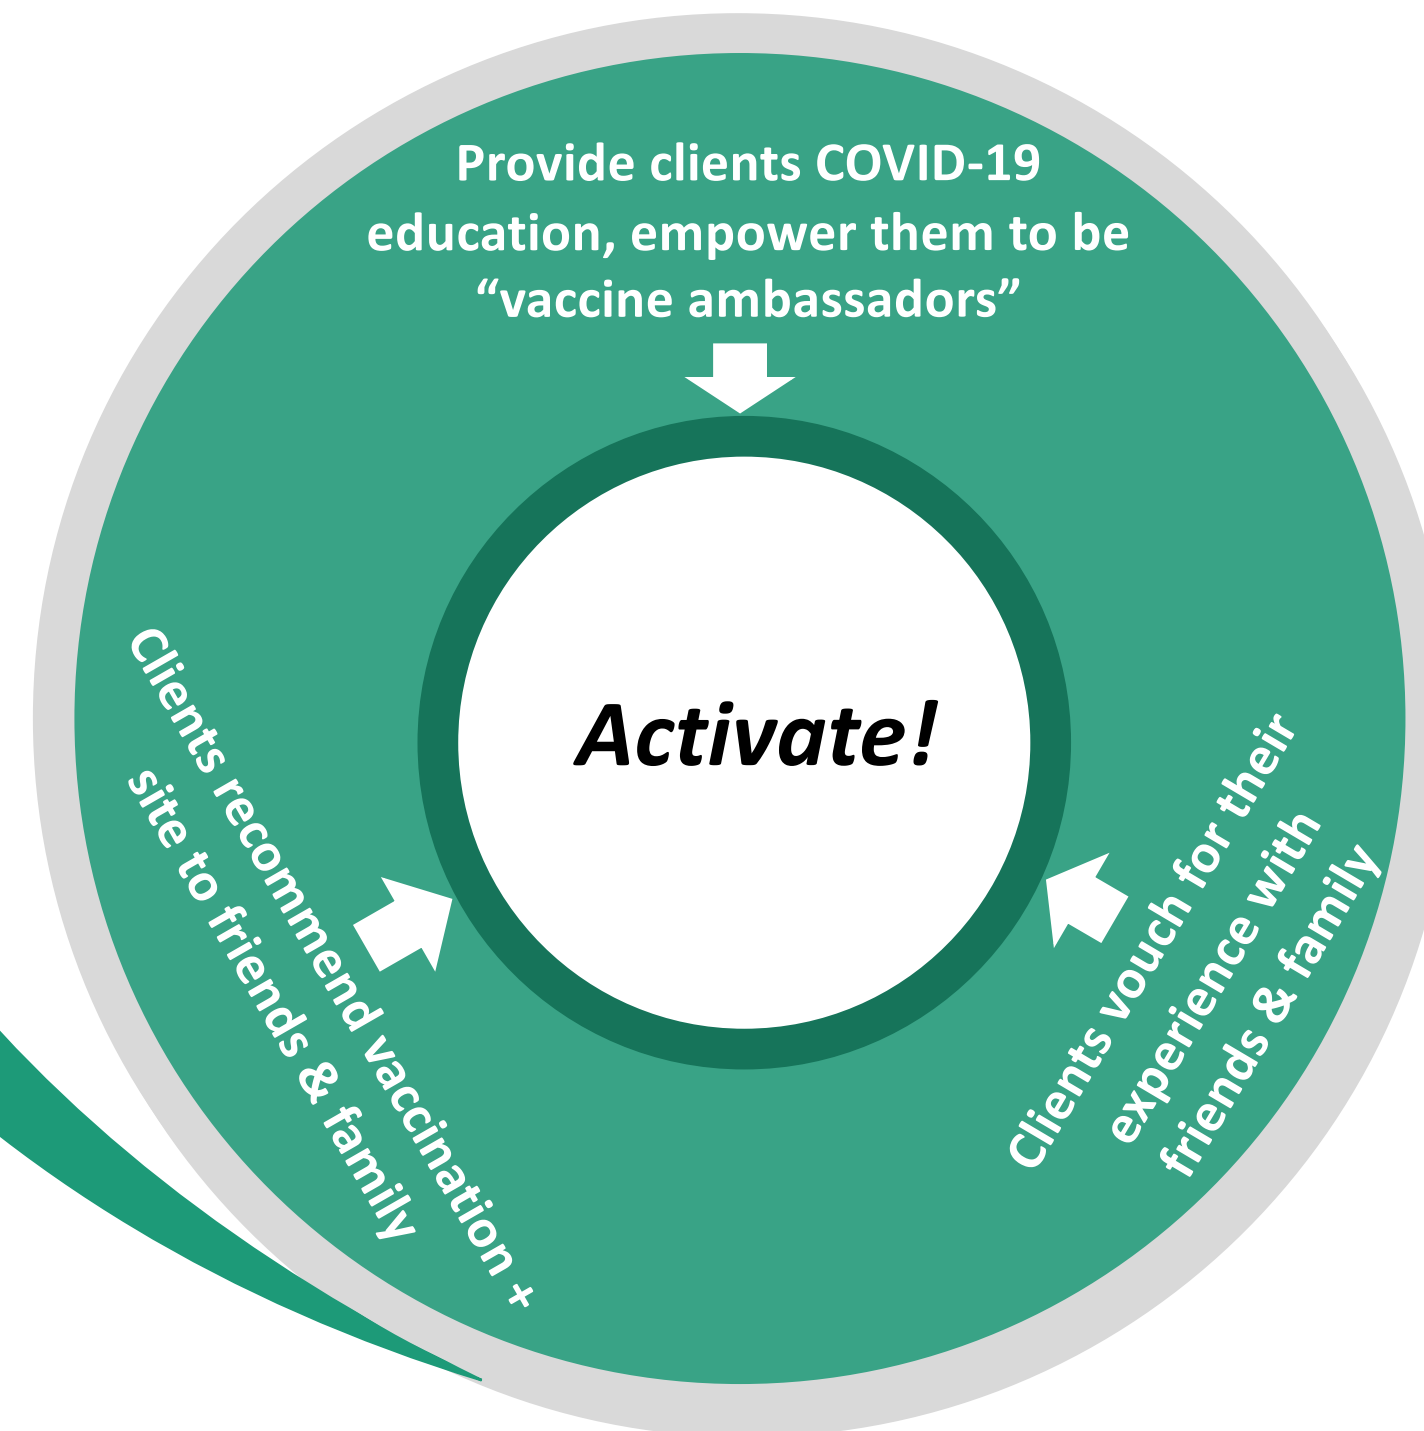 Provide clients COVID-19
education, empower them to be
“vaccine ambassadors”
Activate!
Clients recommend vaccination +
site to friends & family
Clients vouch for their
experience with
friends & family